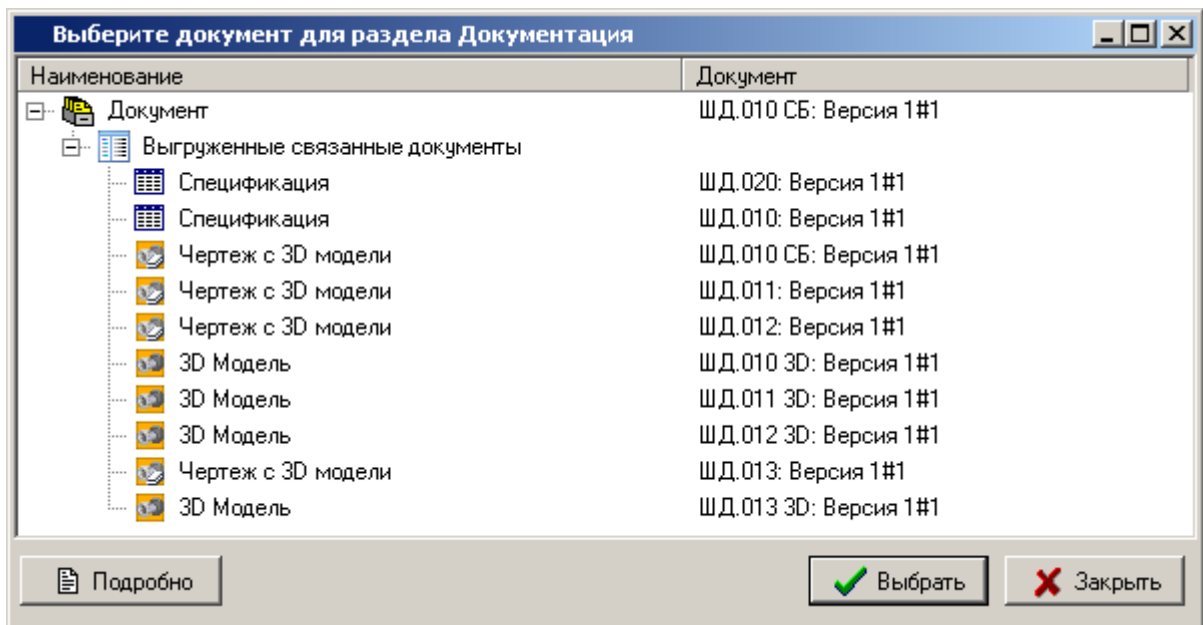 Выберите документ для раздела Документация
Наименование Документ
Документ ШД.010 СБ: Версия 1#1
Выгруженные связанные документы
Спецификация ШД.020: Версия 1#1
Спецификация ШД.010: Версия 1#1
Чертеж с 3D модели ШД.010 СБ: Версия 1#1
Чертеж с 3D модели ШД.011: Версия 1#1
Чертеж с 3D модели ШД.012: Версия 1#1
3D Модель ШД.010 3D: Версия 1#1
3D Модель ШД.011 3D: Версия 1#1
3D Модель ШД.012 3D: Версия 1#1
Чертеж с 3D модели ШД.013: Версия 1#1
3D Модель ШД.013 3D: Версия 1#1
Подробно Выбрать Закрыть